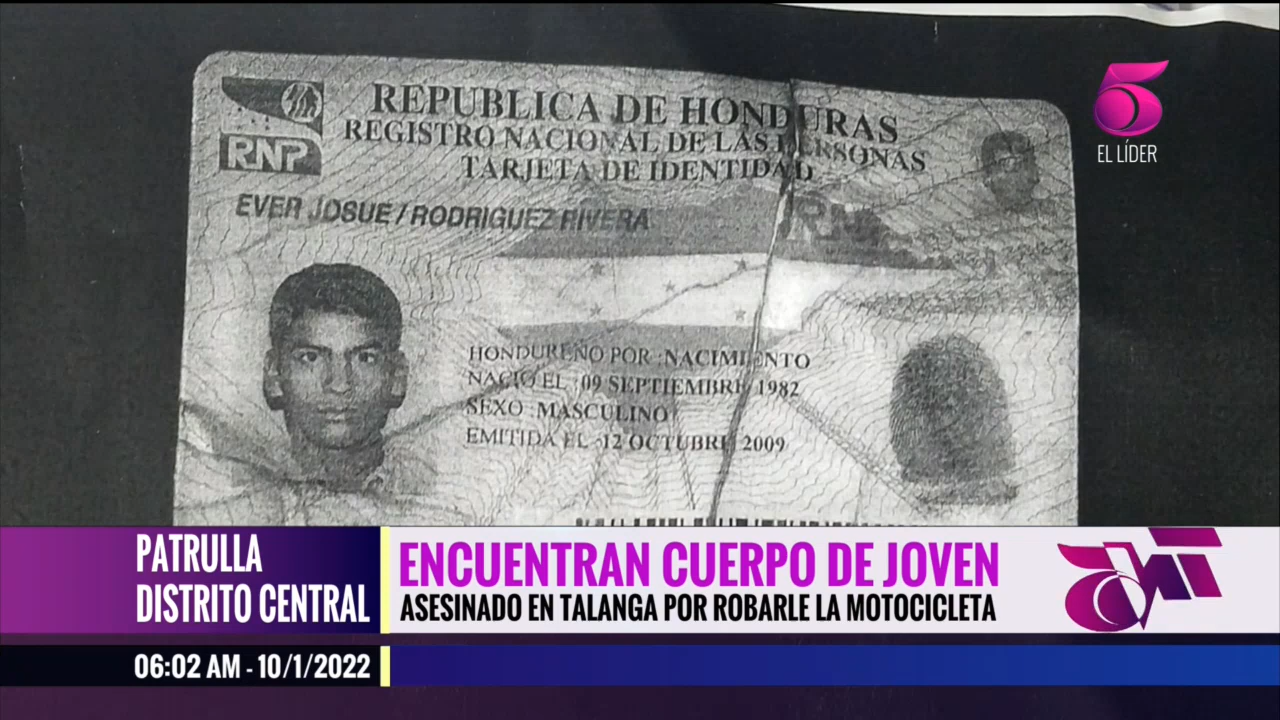 REPUBLICA DE HONDURAS
REGISTRO NACIONAL DE LAS PERSONAS
TARJETA DE IDENTIDAD
RNP
EVER JOSUE / RODRIGUEZ RIVERA
RNP
HONDUREÑO POR : NACIMIENTO
NACIO EL : 09 SEPTIEMBRE 1982
SEXO : MASCULINO
EMITIDA EL : 12 OCTUBRE 2009
5
EL LÍDER
PATRULLA
DISTRITO CENTRAL
ENCUENTRAN CUERPO DE JOVEN
ASESINADO EN TALANGA POR ROBARLE LA MOTOCICLETA
06:02 AM - 10/1/2022